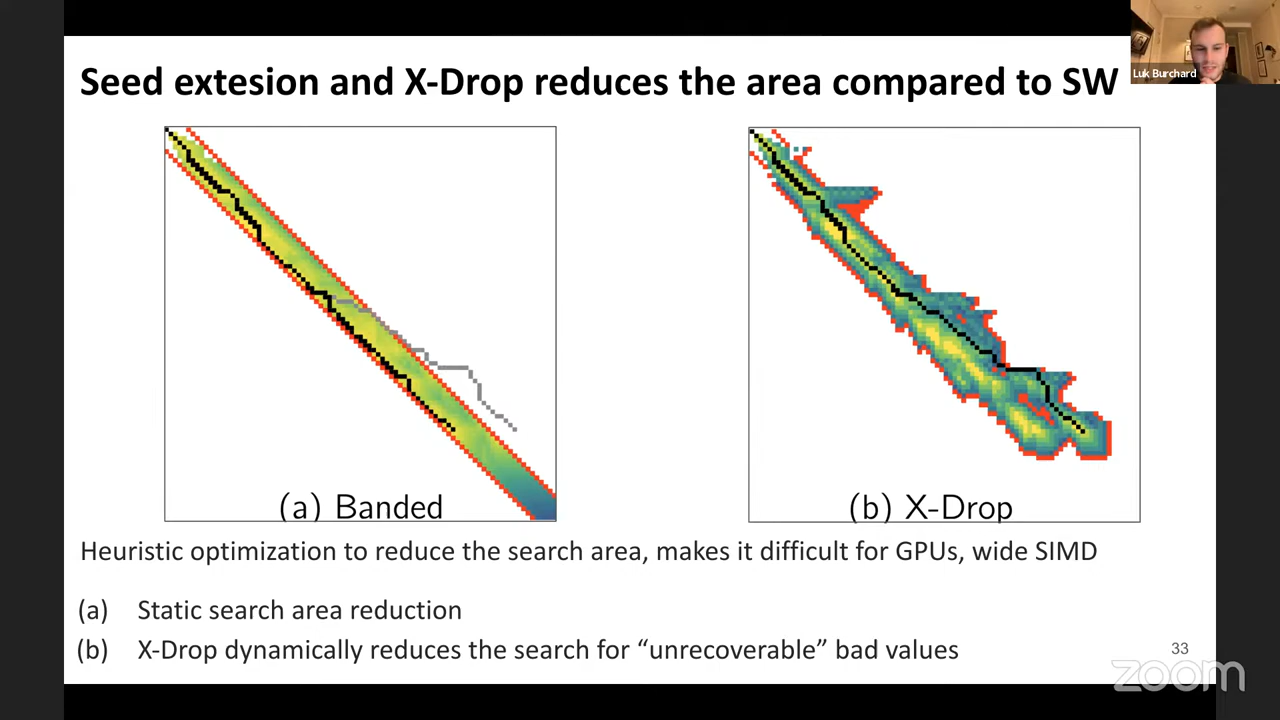 Luk Burchard
Seed extesion and X-Drop reduces the area compared to SW
(a) Banded
(b) X-Drop
Heuristic optimization to reduce the search area, makes it difficult for GPUs, wide SIMD
(a) Static search area reduction
(b) X-Drop dynamically reduces the search for “unrecoverable” bad values
33
zoom